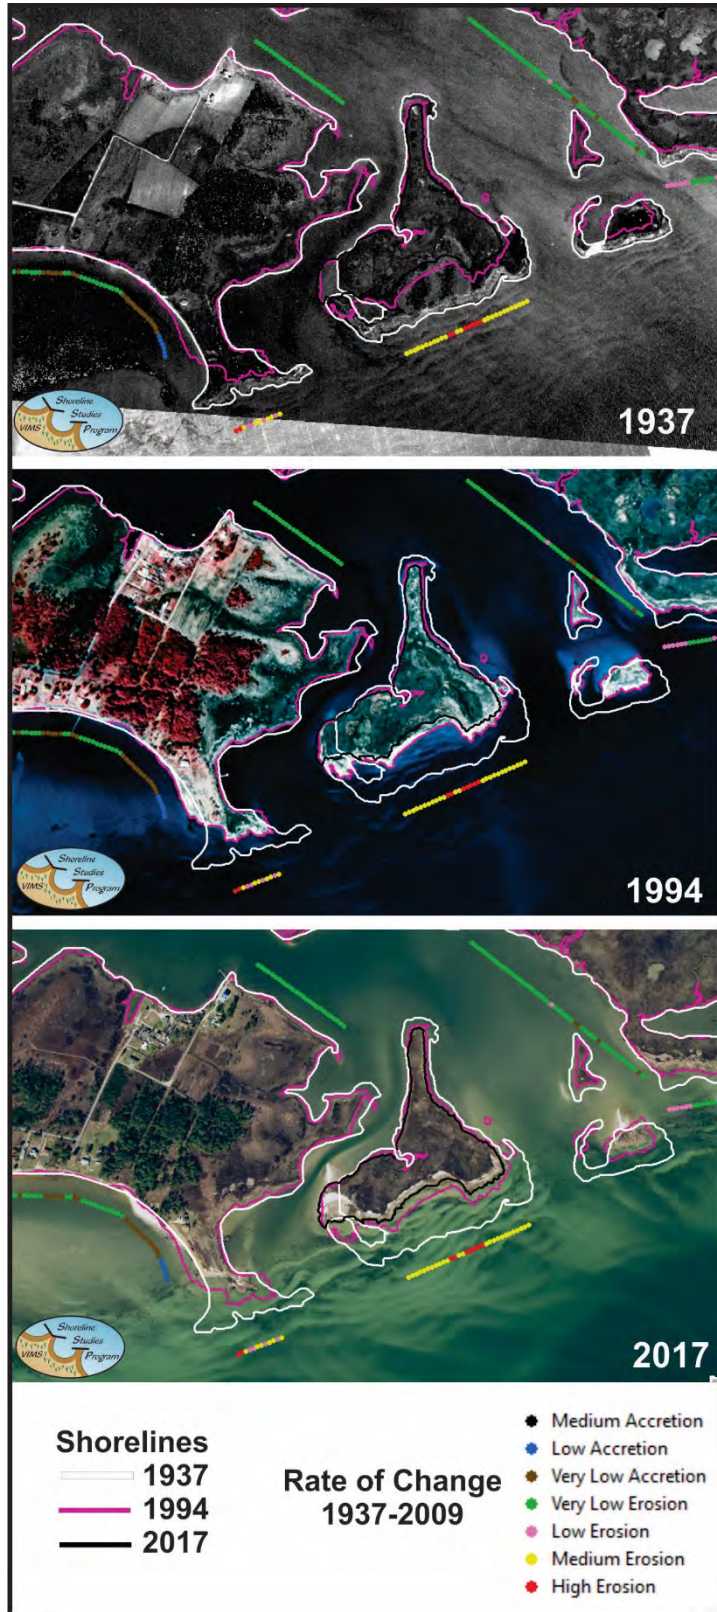 Shoreline
Studies
VIMS
Program
1937
Shoreline
Studies
VIMS
Program
1994
Shoreline
Studies
VIMS
Program
2017
Shorelines
1937
1994
2017
Rate of Change
1937-2009
Medium Accretion
Low Accretion
Very Low Accretion
Very Low Erosion
Low Erosion
Medium Erosion
High Erosion